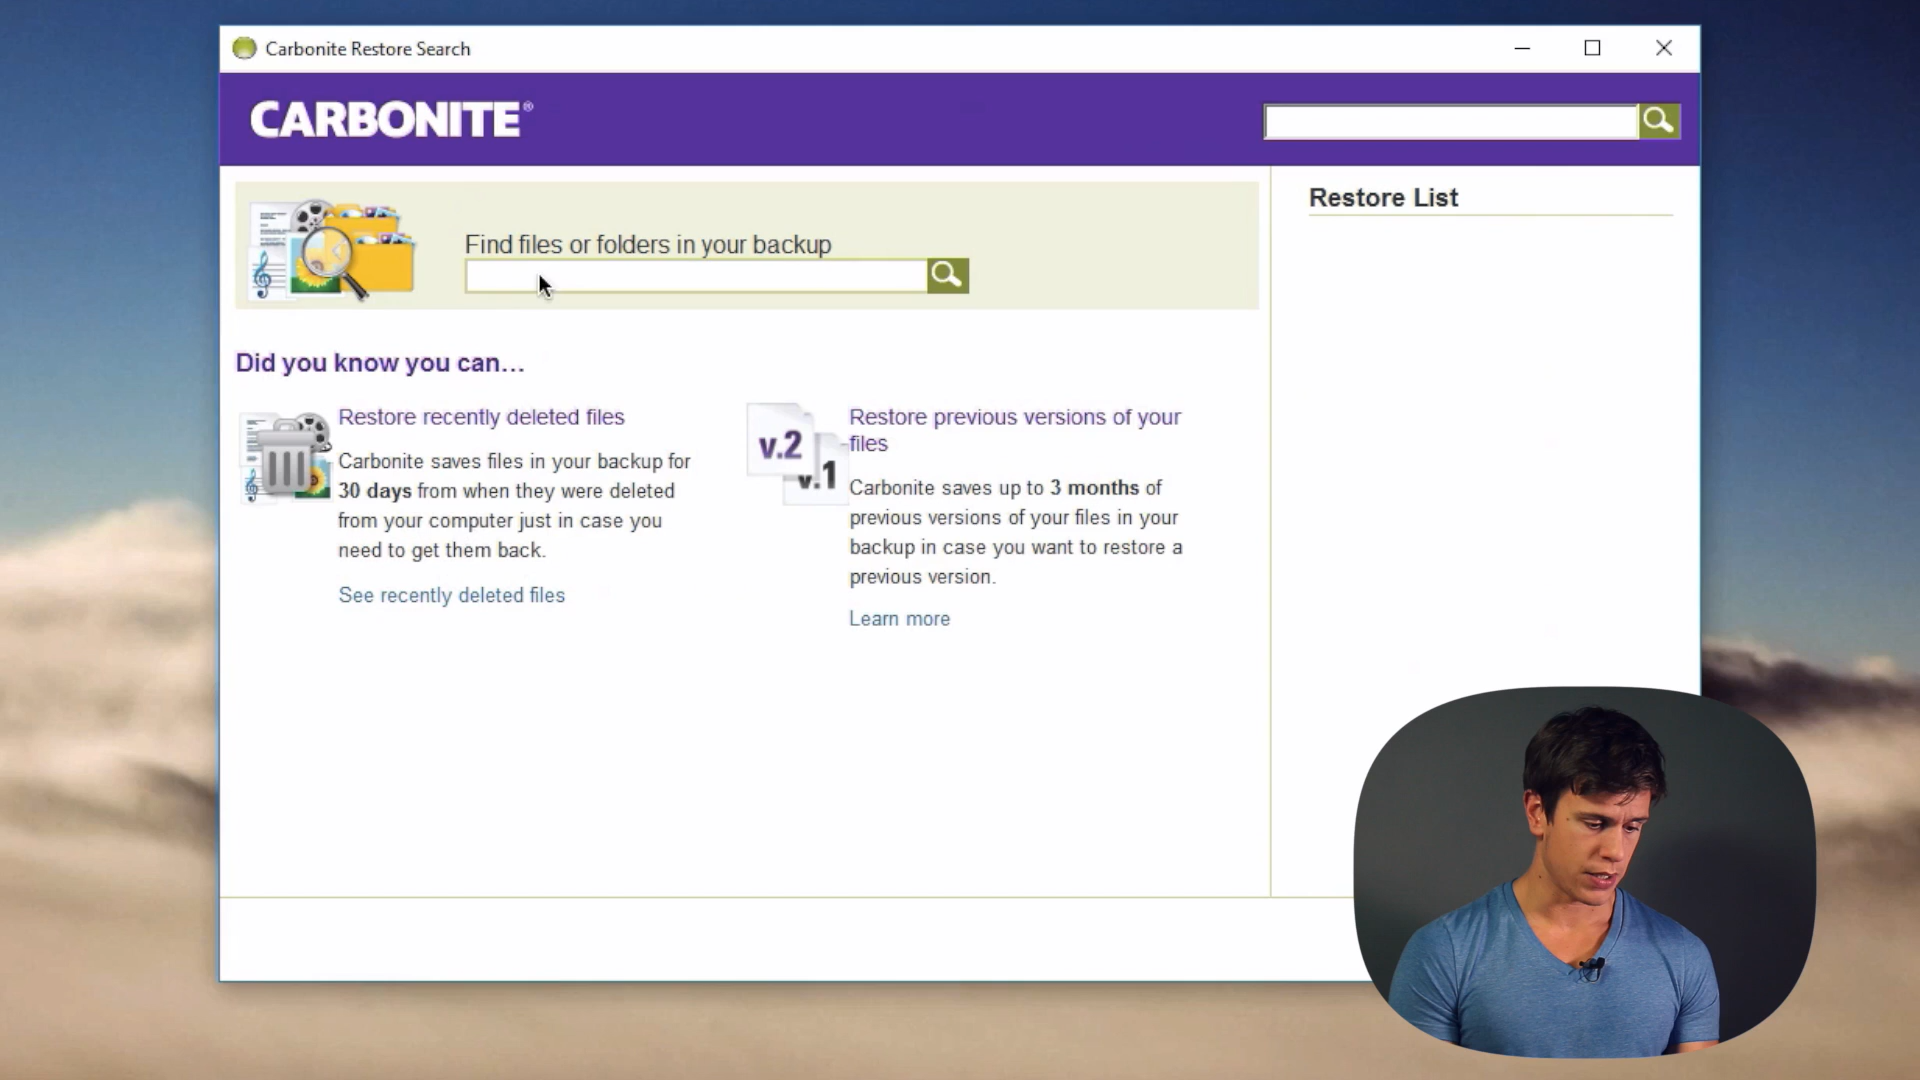 Carbonite Restore Search
CARBONITE®
Find files or folders in your backup
Restore List
Did you know you can...
Restore recently deleted files
Carbonite saves files in your backup for
30 days from when they were deleted
from your computer just in case you
need to get them back.
See recently deleted files
v.2
v.1
Restore previous versions of your
files
Carbonite saves up to 3 months of
previous versions of your files in your
backup in case you want to restore a
previous version.
Learn more